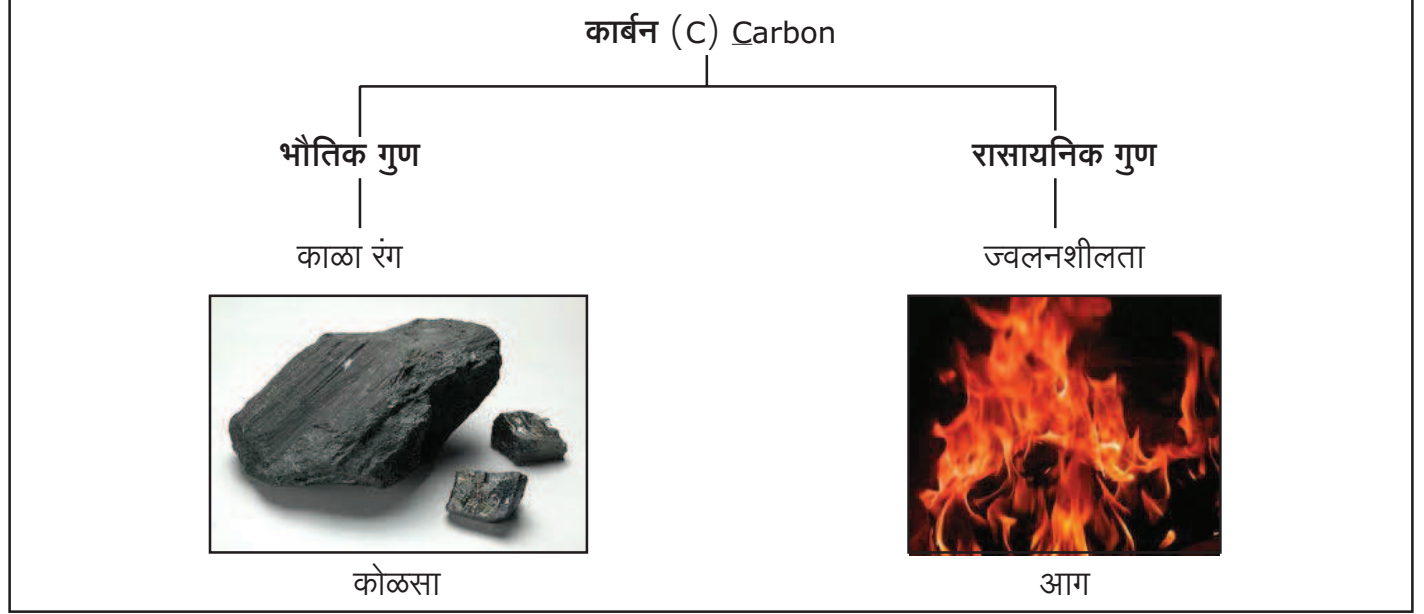 कार्बन (C) Carbon
भौतिक गुण
रासायनिक गुण
काळा रंग
ज्वलनशीलता
कोळसा
आग